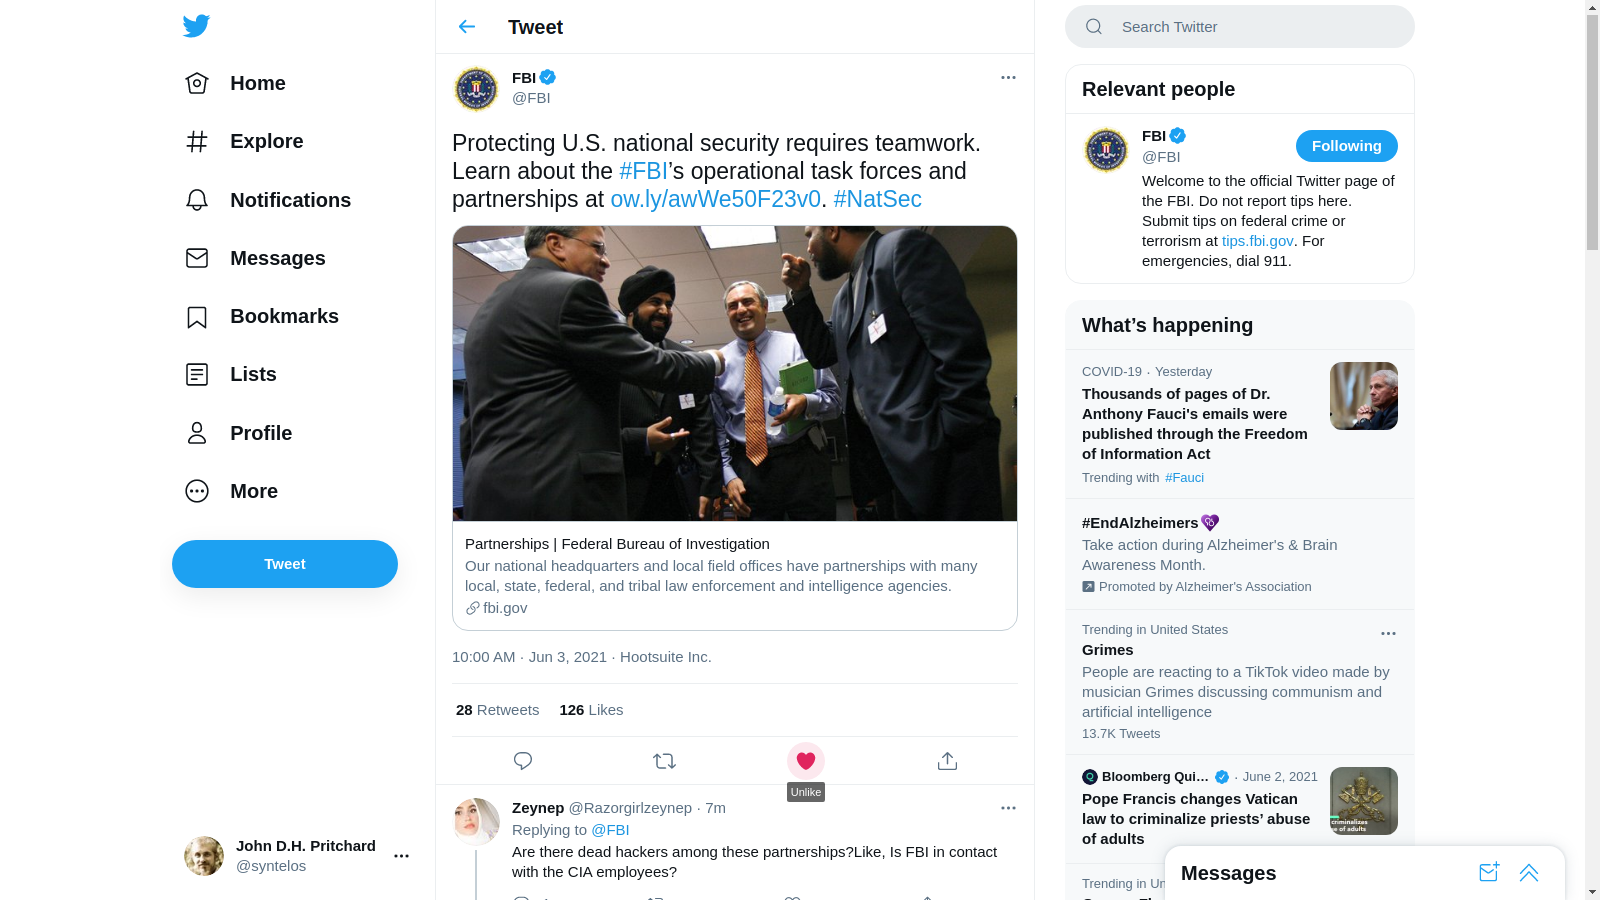 Home
Explore
Notifications
Messages
Bookmarks
Lists
Profile
More
Tweet
John D.H. Pritchard
@syntelos
Tweet
FBI
@FBI
Protecting U.S. national security requires teamwork.
Learn about the #FBI’s operational task forces and
partnerships at ow.ly/awWe50F23v0. #NatSec
Partnerships | Federal Bureau of Investigation
Our national headquarters and local field offices have partnerships with many
local, state, federal, and tribal law enforcement and intelligence agencies.
fbi.gov
10:00 AM · Jun 3, 2021 · Hootsuite Inc.
28 Retweets 126 Likes
Unlike
Zeynep @Razorgirlzeynep · 7m
Replying to @FBI
Are there dead hackers among these partnerships?Like, Is FBI in contact
with the CIA employees?
Search Twitter
Relevant people
FBI
@FBI
Following
Welcome to the official Twitter page of
the FBI. Do not report tips here.
Submit tips on federal crime or
terrorism at tips.fbi.gov. For
emergencies, dial 911.
What’s happening
COVID-19 · Yesterday
Thousands of pages of Dr.
Anthony Fauci's emails were
published through the Freedom
of Information Act
Trending with #Fauci
#EndAlzheimers
Take action during Alzheimer's & Brain
Awareness Month.
Promoted by Alzheimer's Association
Trending in United States
Grimes
People are reacting to a TikTok video made by
musician Grimes discussing communism and
artificial intelligence
13.7K Tweets
Bloomberg Qui... · June 2, 2021
Pope Francis changes Vatican
law to criminalize priests’ abuse
of adults
criminalizes
se of adults
Trending in Un
Messages